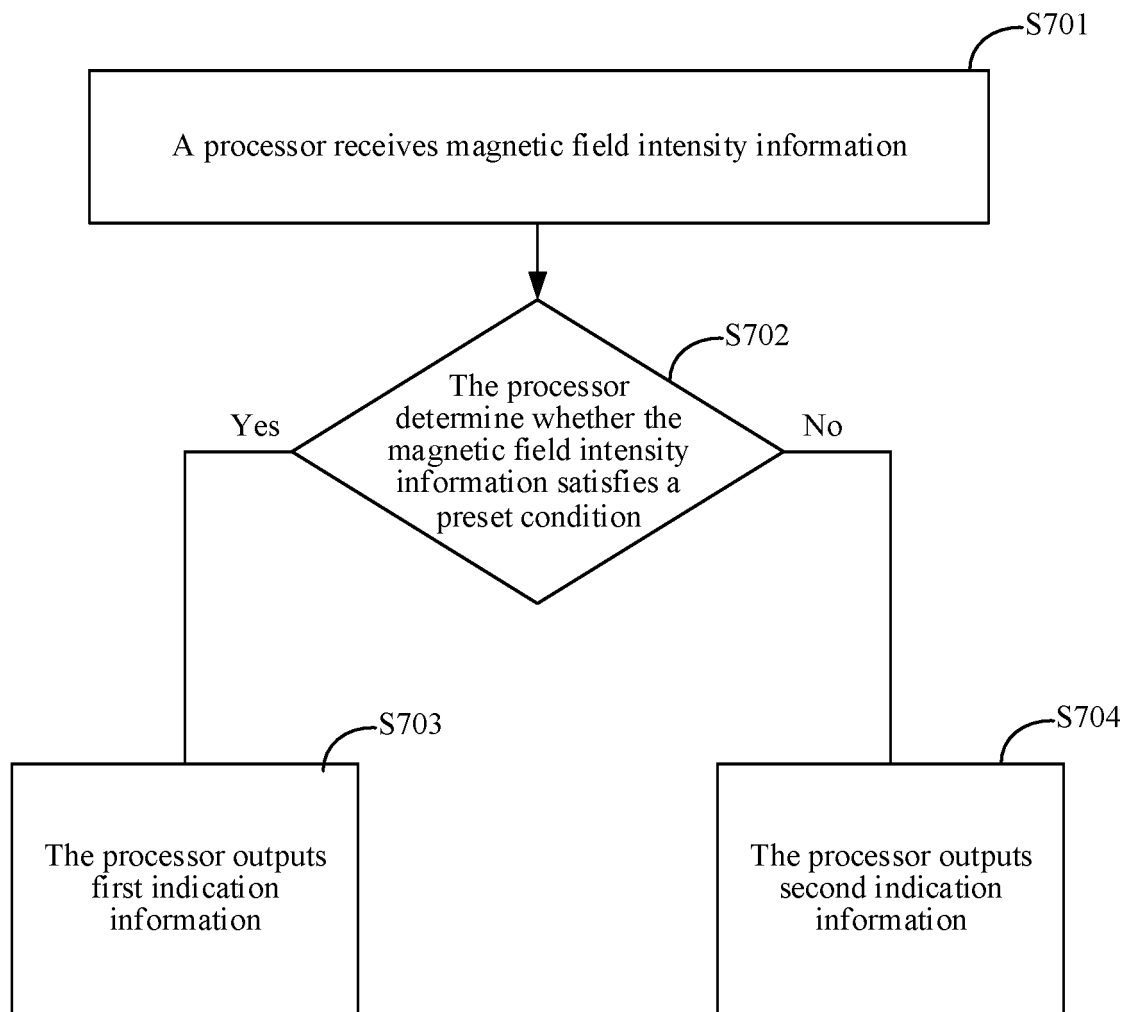 S701
A processor receives magnetic field intensity information
S702
The processor
determine whether the
magnetic field intensity
information satisfies a
preset condition
Yes
No
S703
The processor outputs
first indication
information
S704
The processor outputs
second indication
information